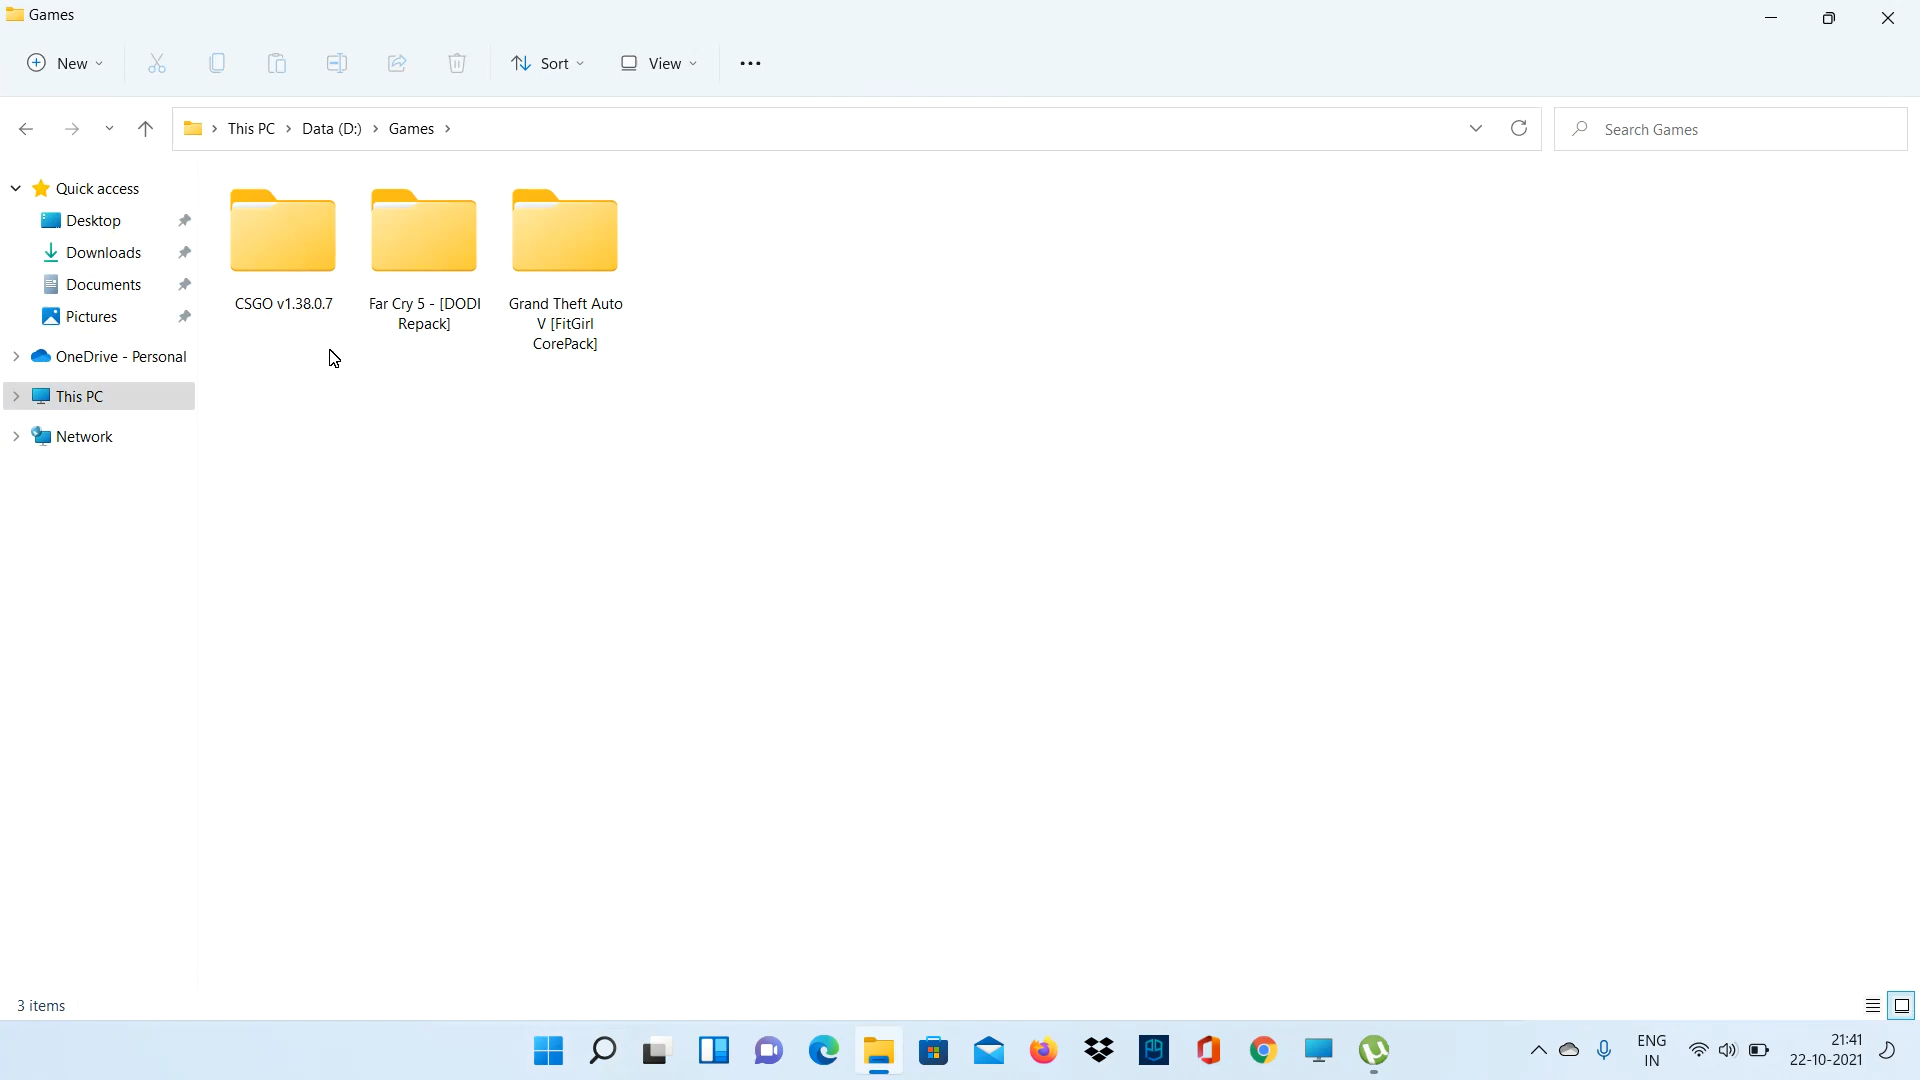 Games
New
Sort
View
This PC > Data (D:) > Games >
Search Games
Quick access
Desktop
Downloads
Documents
Pictures
OneDrive - Personal
This PC
Network
CSGO v1.38.0.7
Far Cry 5 - [DODI
Repack]
Grand Theft Auto
V [FitGirl
CorePack]
3 items
ENG
IN
21:41
22-10-2021